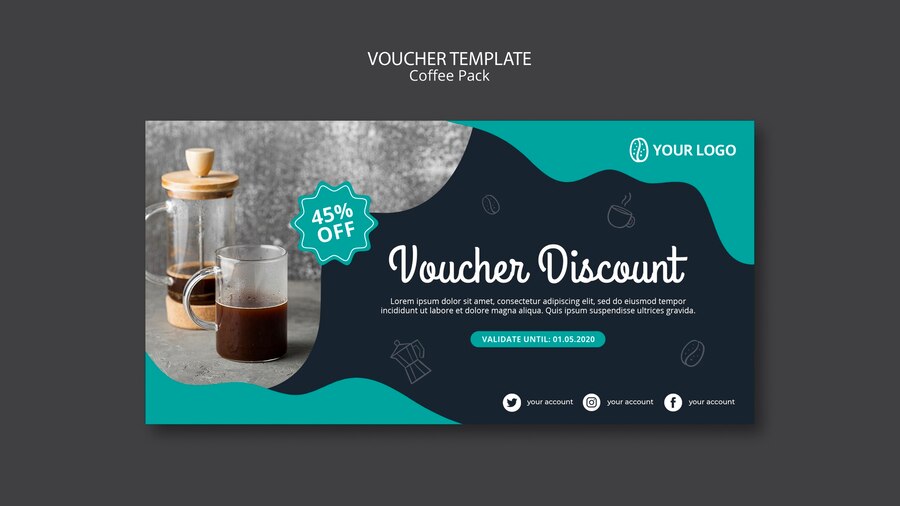 VOUCHER TEMPLATE
Coffee Pack
YOUR LOGO
45%
OFF
Voucher Discount
Lorem ipsum dolor sit amet, consectetur adipiscing elit, sed do eiusmod tempor
incididunt ut labore et dolore magna aliqua. Quis ipsum suspendisse ultrices gravida.
VALIDATE UNTIL: 01.05.2020
your account
your account
your account